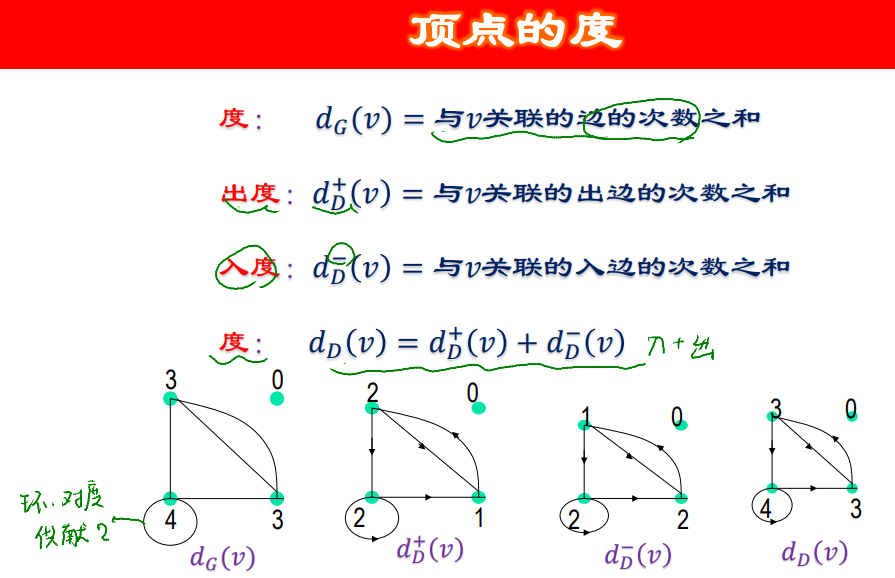 顶点的度
度： d_G(v) = 与v关联的边的次数之和
出度： d_D^+(v) = 与v关联的出边的次数之和
入度： d_D^-(v) = 与v关联的入边的次数之和
度： d_D(v) = d_D^+(v) + d_D^-(v) 入+出
3 0 2 0 1 0 3 0
环、对度
4 3 2 1 2 2 4 3
献2
d_G(v) d_D^+(v) d_D^-(v) d_D(v)